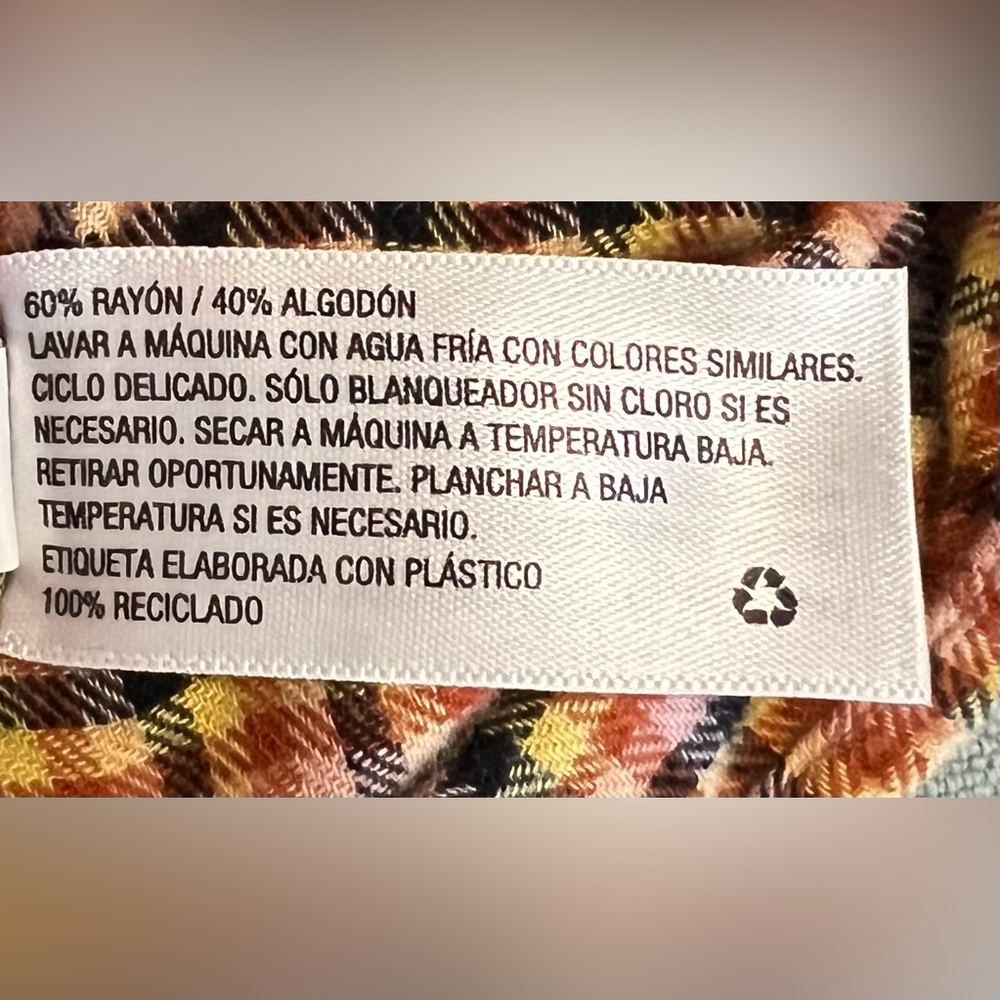 60% RAYÓN / 40% ALGODÓN
LAVAR A MÁQUINA CON AGUA FRÍA CON COLORES SIMILARES.
CICLO DELICADO. SÓLO BLANQUEADOR SIN CLORO SI ES
NECESARIO. SECAR A MÁQUINA A TEMPERATURA BAJA.
RETIRAR OPORTUNAMENTE. PLANCHAR A BAJA
TEMPERATURA SI ES NECESARIO.
ETIQUETA ELABORADA CON PLÁSTICO
100% RECICLADO